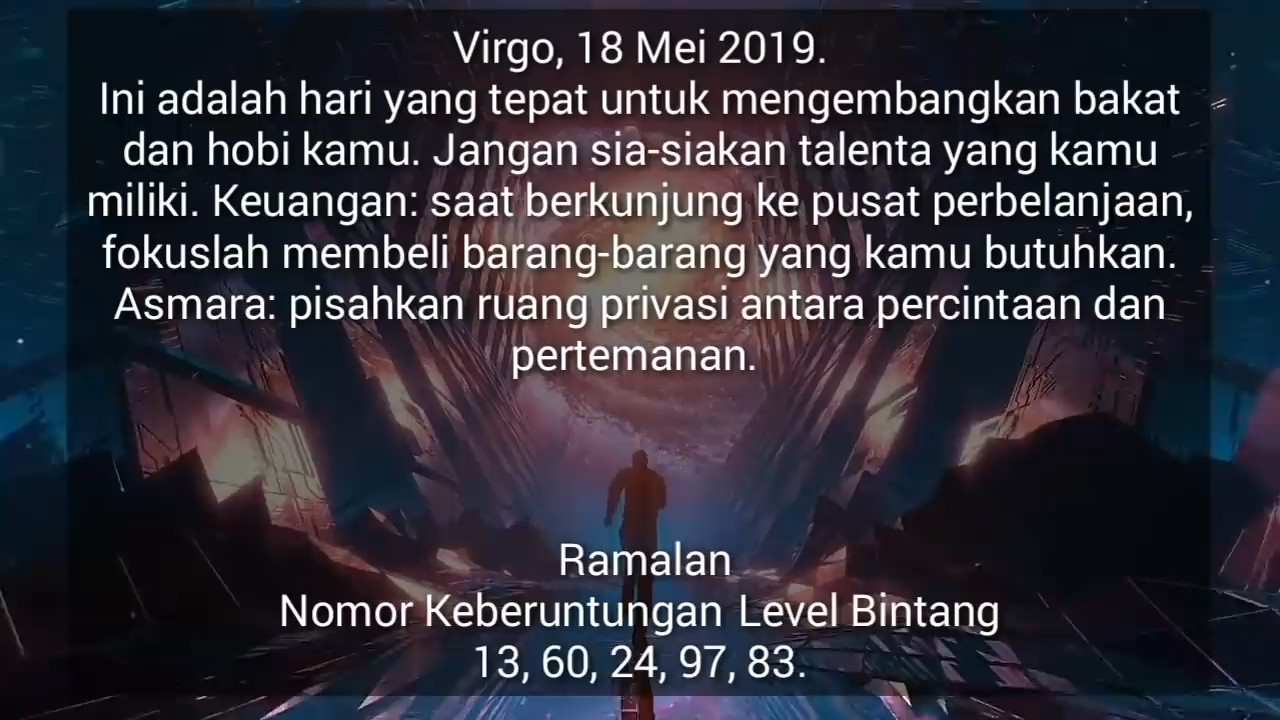 Virgo, 18 Mei 2019.
Ini adalah hari yang tepat untuk mengembangkan bakat
dan hobi kamu. Jangan sia-siakan talenta yang kamu
miliki. Keuangan: saat berkunjung ke pusat perbelanjaan,
fokuslah membeli barang-barang yang kamu butuhkan.
Asmara: pisahkan ruang privasi antara percintaan dan
pertemanan.
Ramalan
Nomor Keberuntungan Level Bintang
13, 60, 24, 97, 83.